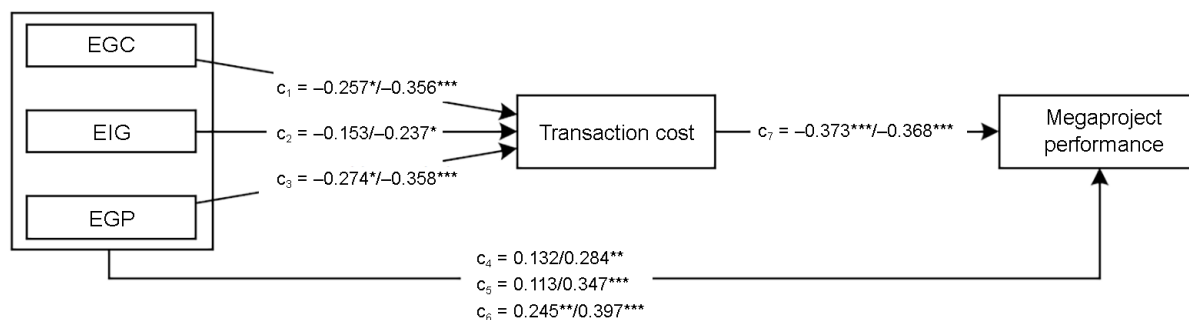 EGC
c₁ = –0.257*/–0.356***
EIG
c₂ = –0.153/–0.237*
EGP
c₃ = –0.274*/–0.358***
Transaction cost
c₇ = –0.373***/–0.368***
Megaproject
performance
c₄ = 0.132/0.284**
c₅ = 0.113/0.347***
c₆ = 0.245**/0.397***